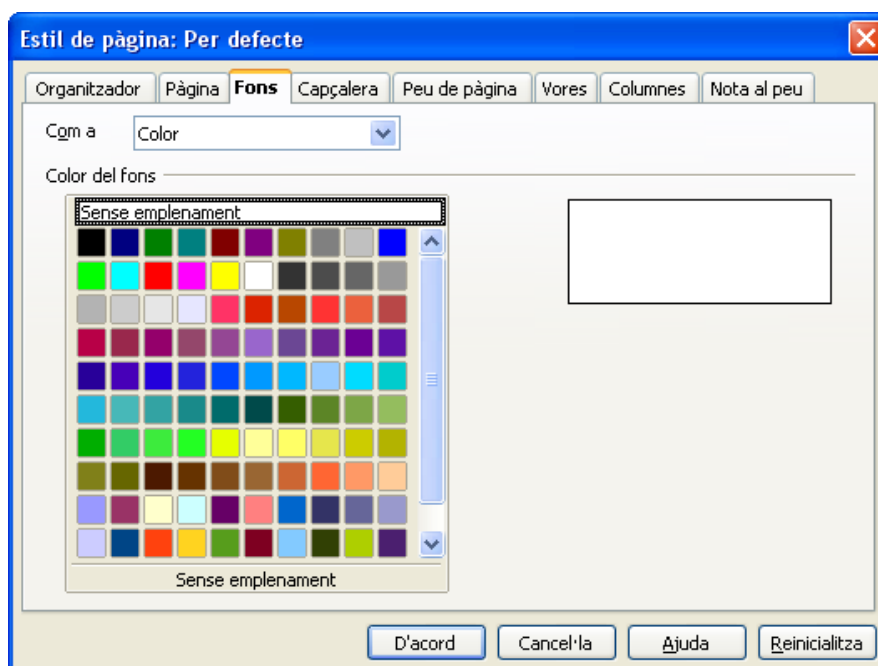 Estil de pàgina: Per defecte
Organitzador Pàgina Fons Capçalera Peu de pàgina Vores Columnes Nota al peu
Com a Color
Color del fons
Sense emplenament
Sense emplenament
D'acord Cancel·la Ajuda Reinicialitza